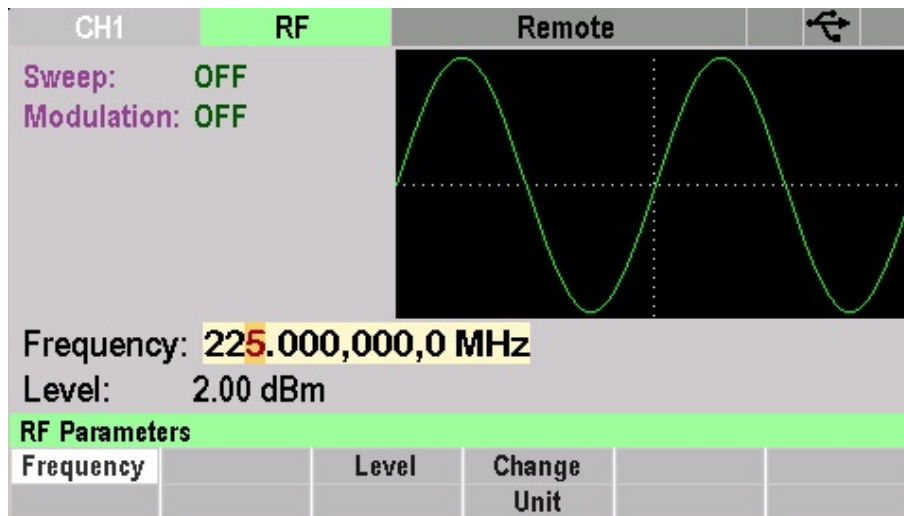 CH1 RF Remote
Sweep: OFF
Modulation: OFF
Frequency: 225.000,000,0 MHz
Level: 2.00 dBm
RF Parameters
Frequency Level Change
Unit